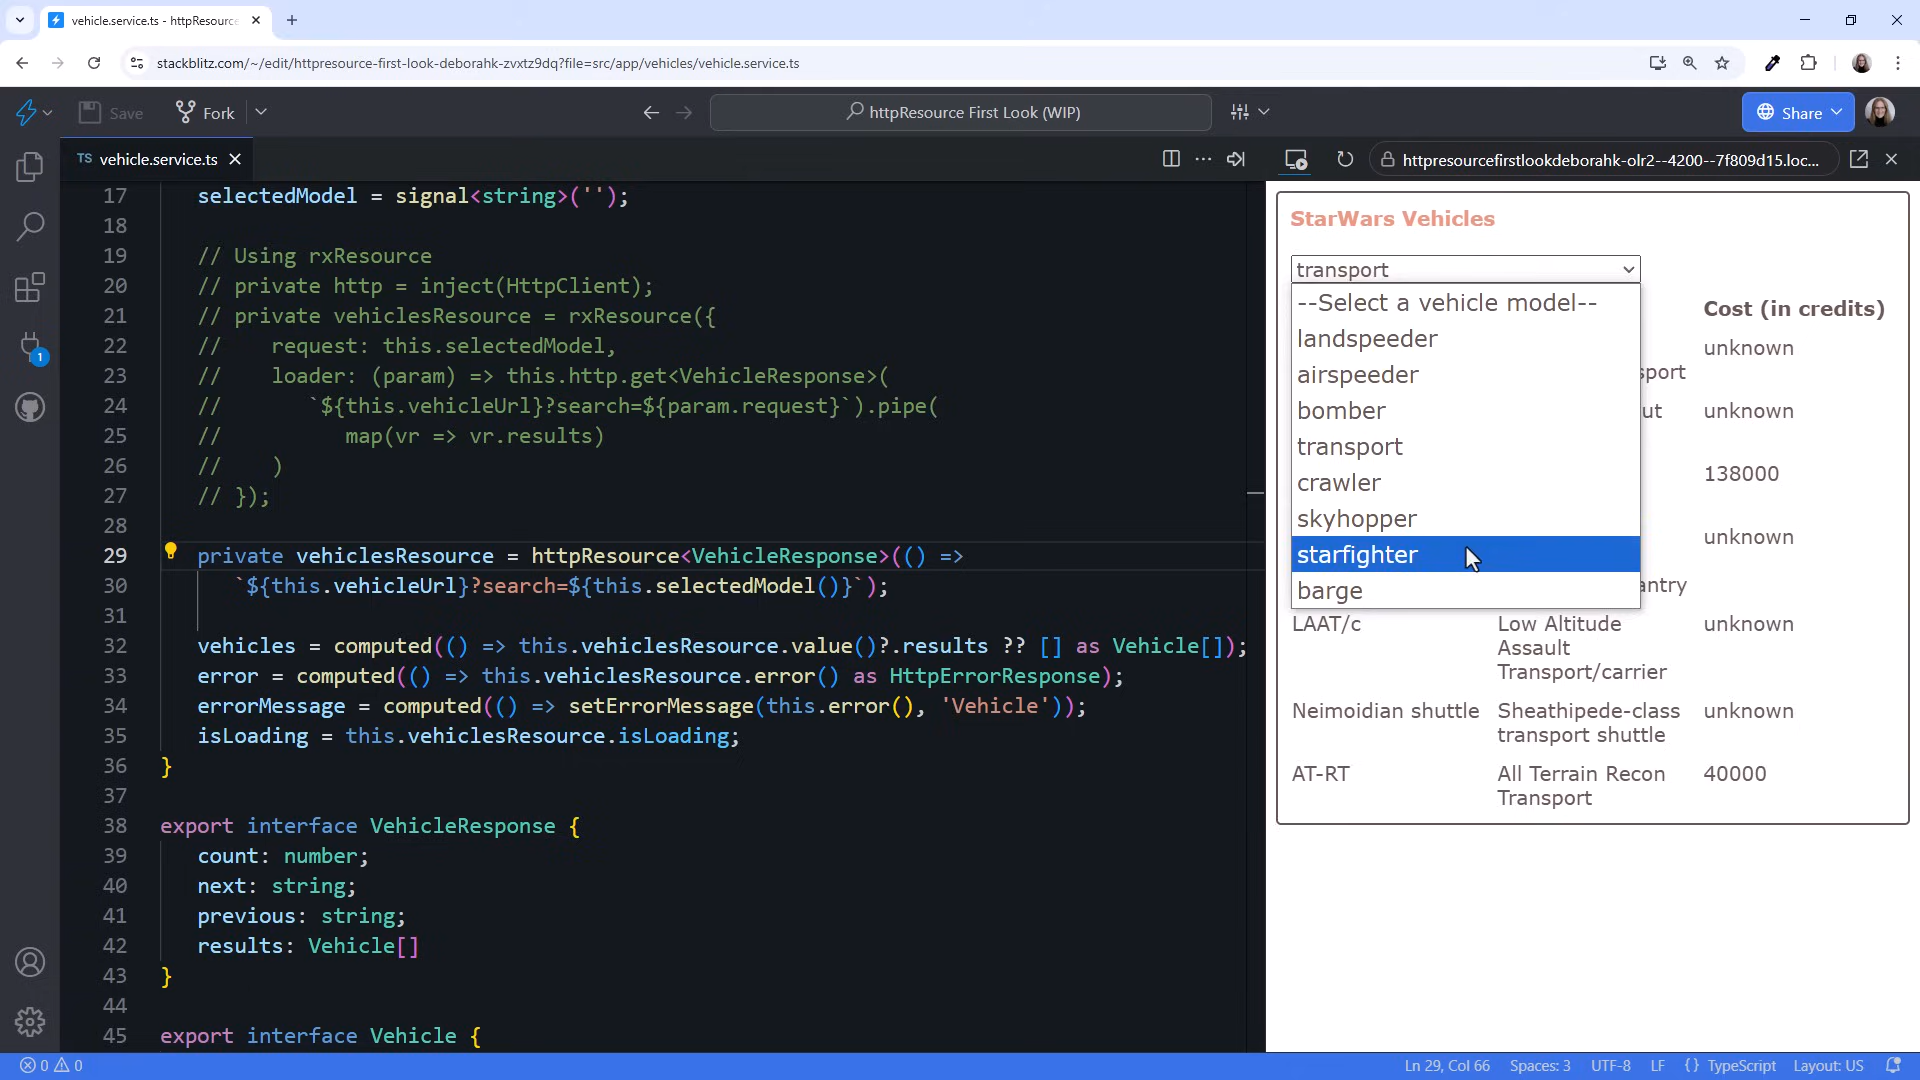 vehicle.service.ts - httpResource
stackblitz.com/~/edit/httpresource-first-look-deborahk-zvxtz9dq?file=src/app/vehicles/vehicle.service.ts
Save
Fork
httpResource First Look (WIP)
Share
TS vehicle.service.ts
httpresourcefirstlookdeborahk-olr2--4200--7f809d15.loc...
17 selectedModel = signal<string>('');
18
19 // Using rxResource
20 // private http = inject(HttpClient);
21 // private vehiclesResource = rxResource({
22 // request: this.selectedModel,
23 // loader: (param) => this.http.get<VehicleResponse>(
24 // `${this.vehicleUrl}?search=${param.request}`).pipe(
25 // map(vr => vr.results)
26 // )
27 // });
28
29 private vehiclesResource = httpResource<VehicleResponse>(() =>
30 `${this.vehicleUrl}?search=${this.selectedModel()}`);
31
32 vehicles = computed(() => this.vehiclesResource.value()?.results ?? [] as Vehicle[]);
33 error = computed(() => this.vehiclesResource.error() as HttpErrorResponse);
34 errorMessage = computed(() => setErrorMessage(this.error(), 'Vehicle'));
35 isLoading = this.vehiclesResource.isLoading;
36 }
37
38 export interface VehicleResponse {
39 count: number;
40 next: string;
41 previous: string;
42 results: Vehicle[]
43 }
44
45 export interface Vehicle {
1
StarWars Vehicles
transport
--Select a vehicle model--
landspeeder
airspeeder
bomber
transport
crawler
skyhopper
starfighter
barge
Cost (in credits)
unknown
sport
ut unknown
138000
unknown
antry
LAAT/c Low Altitude unknown
Assault
Transport/carrier
Neimoidian shuttle Sheathipede-class unknown
transport shuttle
AT-RT All Terrain Recon 40000
Transport
0 0
Ln 29, Col 66 Spaces: 3 UTF-8 LF {} TypeScript Layout: US